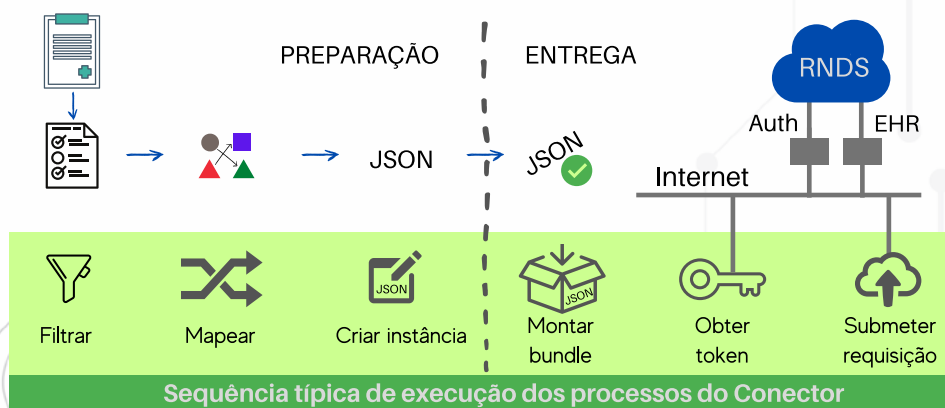 PREPARAÇÃO
ENTREGA
RNDS
Auth
EHR
JSON
JSON
Internet
JSON
JSON
Filtrar
Mapear
Criar instância
Montar
bundle
Obter
token
Submeter
requisição
Sequência típica de execução dos processos do Conector